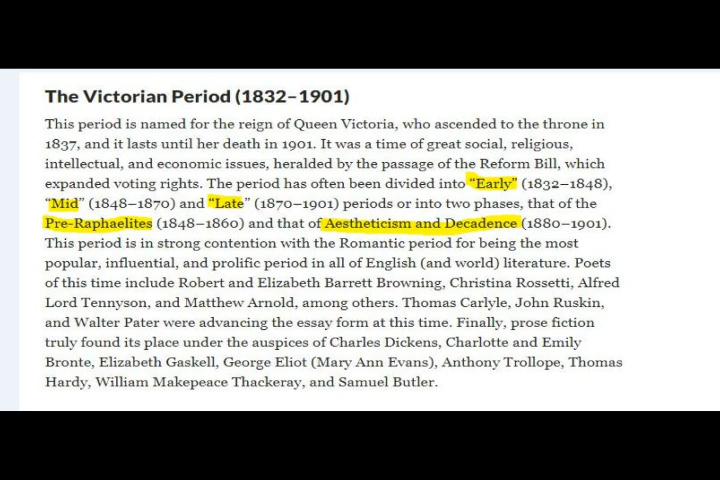 The Victorian Period (1832–1901)
This period is named for the reign of Queen Victoria, who ascended to the throne in
1837, and it lasts until her death in 1901. It was a time of great social, religious,
intellectual, and economic issues, heralded by the passage of the Reform Bill, which
expanded voting rights. The period has often been divided into “Early” (1832–1848),
“Mid” (1848–1870) and “Late” (1870–1901) periods or into two phases, that of the
Pre-Raphaelites (1848–1860) and that of Aestheticism and Decadence (1880–1901).
This period is in strong contention with the Romantic period for being the most
popular, influential, and prolific period in all of English (and world) literature. Poets
of this time include Robert and Elizabeth Barrett Browning, Christina Rossetti, Alfred
Lord Tennyson, and Matthew Arnold, among others. Thomas Carlyle, John Ruskin,
and Walter Pater were advancing the essay form at this time. Finally, prose fiction
truly found its place under the auspices of Charles Dickens, Charlotte and Emily
Bronte, Elizabeth Gaskell, George Eliot (Mary Ann Evans), Anthony Trollope, Thomas
Hardy, William Makepeace Thackeray, and Samuel Butler.